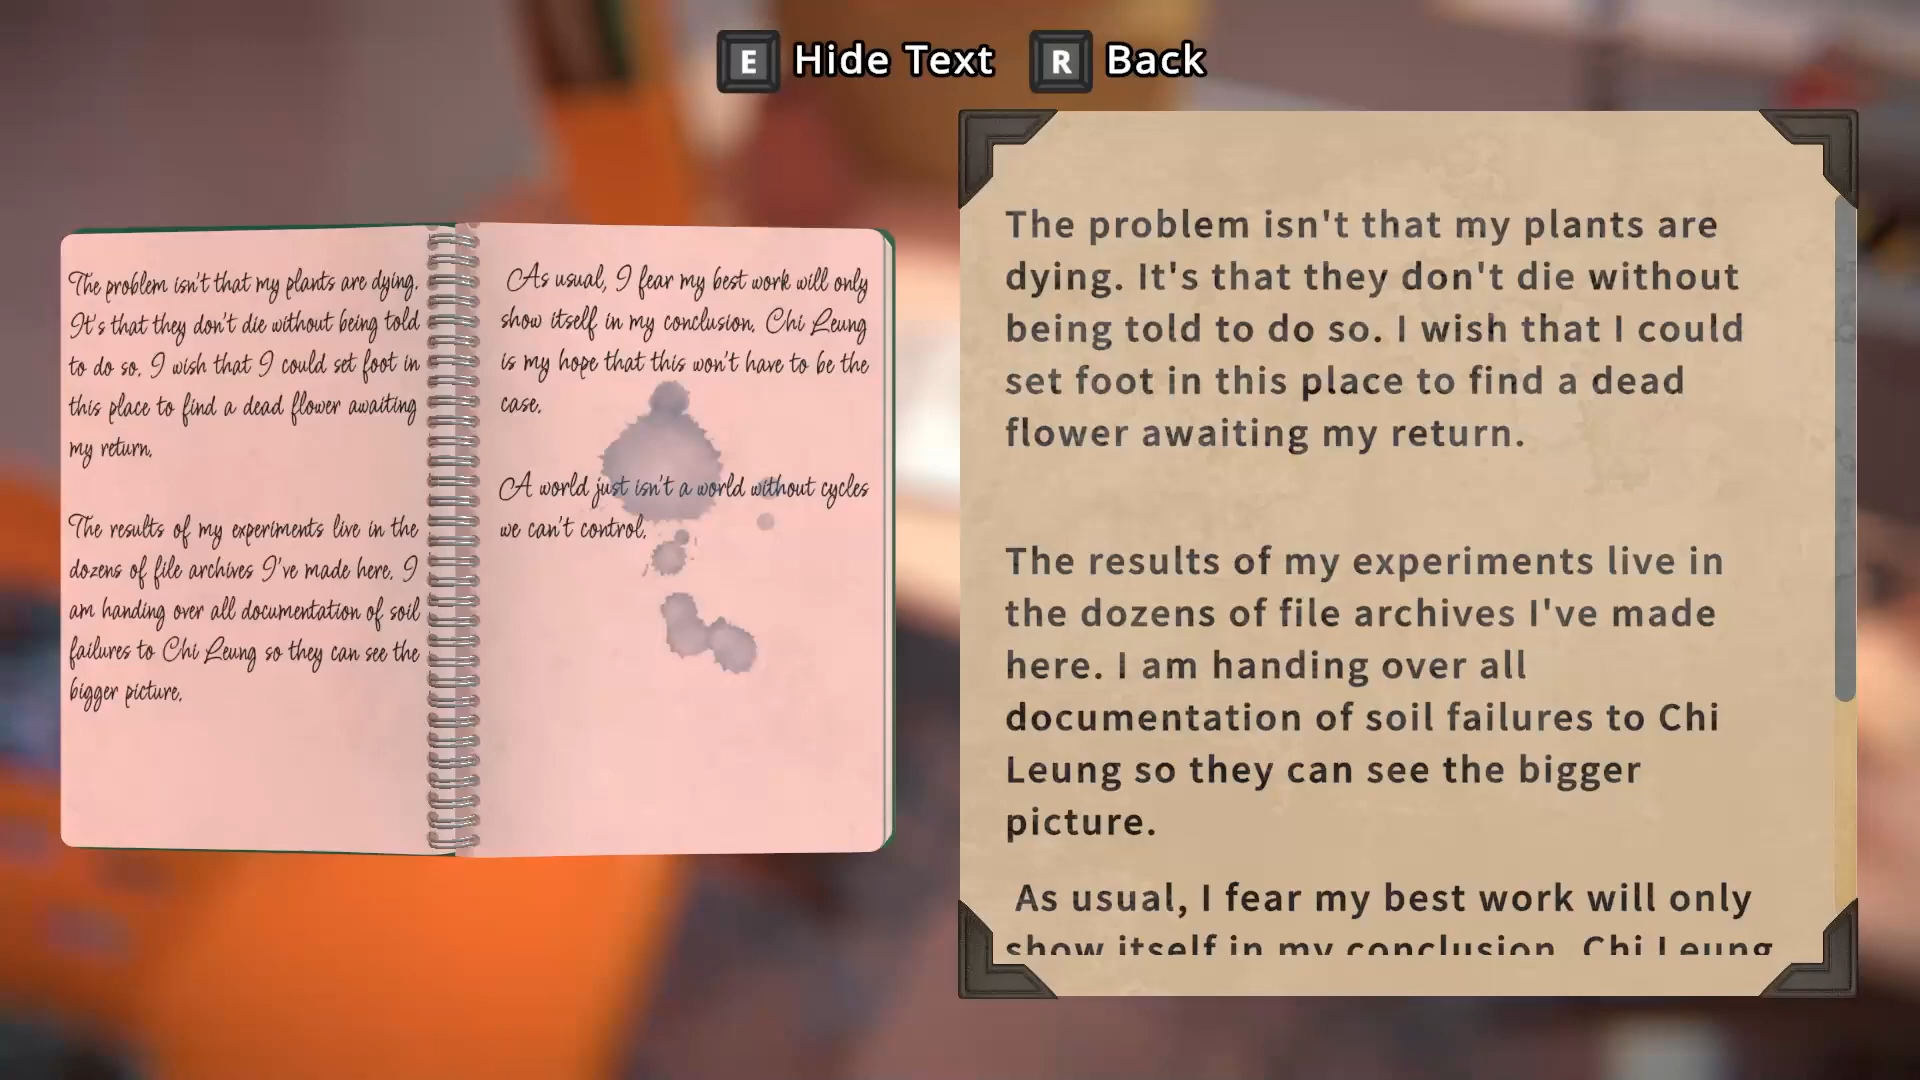 E Hide Text R Back
The problem isn't that my plants are dying.
It's that they don't die without being told
to do so. I wish that I could set foot in
this place to find a dead flower awaiting
my return.
The results of my experiments live in the
dozens of file archives I've made here. I
am handing over all documentation of soil
failures to Chi Leung so they can see the
bigger picture.
As usual, I fear my best work will only
show itself in my conclusion. Chi Leung
is my hope that this won't have to be the
case.
A world just isn't a world without cycles
we can't control.
The problem isn't that my plants are
dying. It's that they don't die without
being told to do so. I wish that I could
set foot in this place to find a dead
flower awaiting my return.
The results of my experiments live in
the dozens of file archives I've made
here. I am handing over all
documentation of soil failures to Chi
Leung so they can see the bigger
picture.
As usual, I fear my best work will only
show itself in my conclusion. Chi Leung